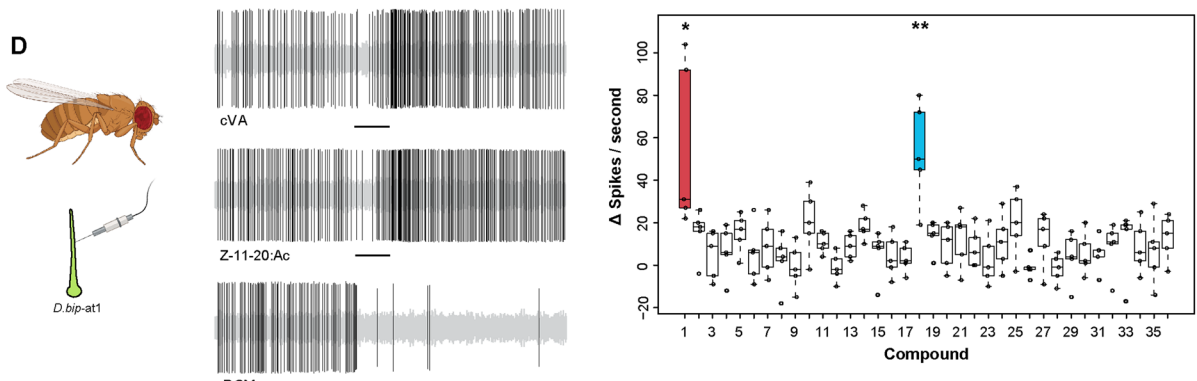 D
cVA
Z-11-20:Ac
D.bip-at1
* **
Δ Spikes / second
100
80
60
40
20
0
−20
1 3 5 7 9 11 13 15 17 19 21 23 25 27 29 31 33 35
Compound